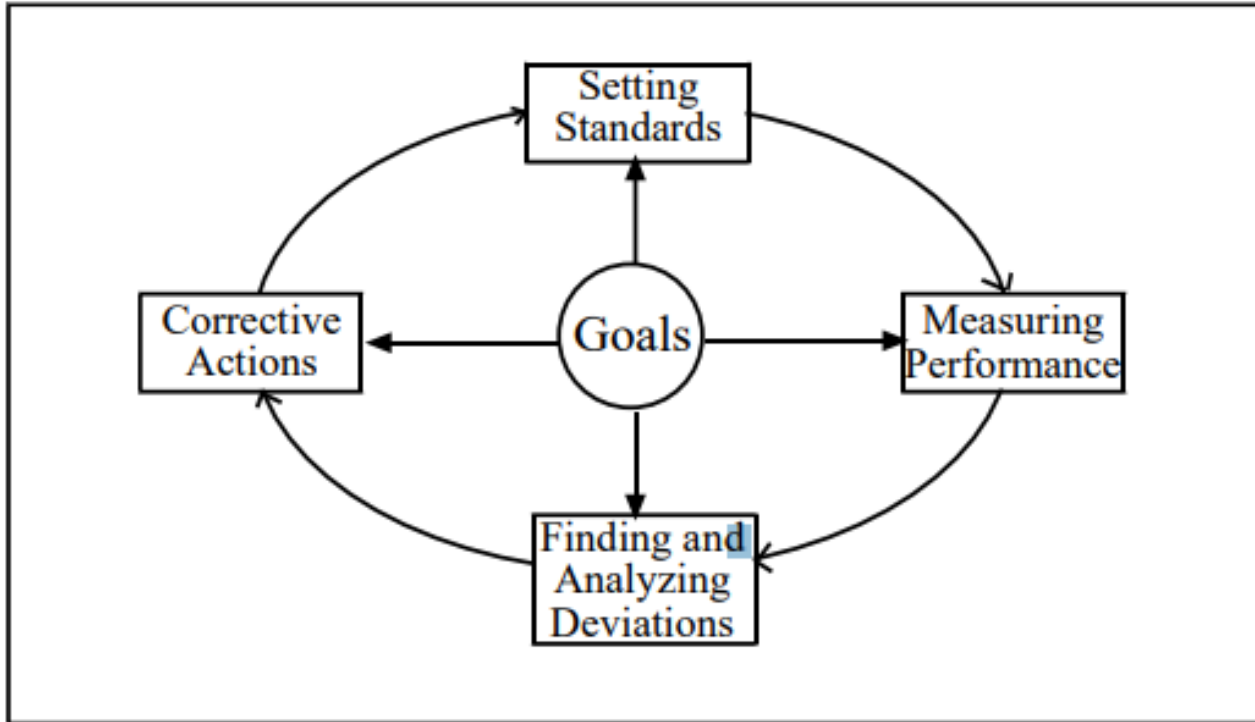 Setting
Standards
Corrective
Actions
Goals
Measuring
Performance
Finding and
Analyzing
Deviations